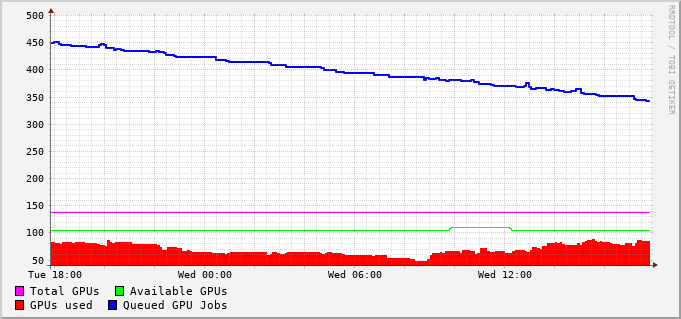 500
450
400
350
300
250
200
150
100
50
Tue 18:00 Wed 00:00 Wed 06:00 Wed 12:00
Total GPUs Available GPUs
GPUs used Queued GPU Jobs
RRDTOOL / TOBI OETIKER